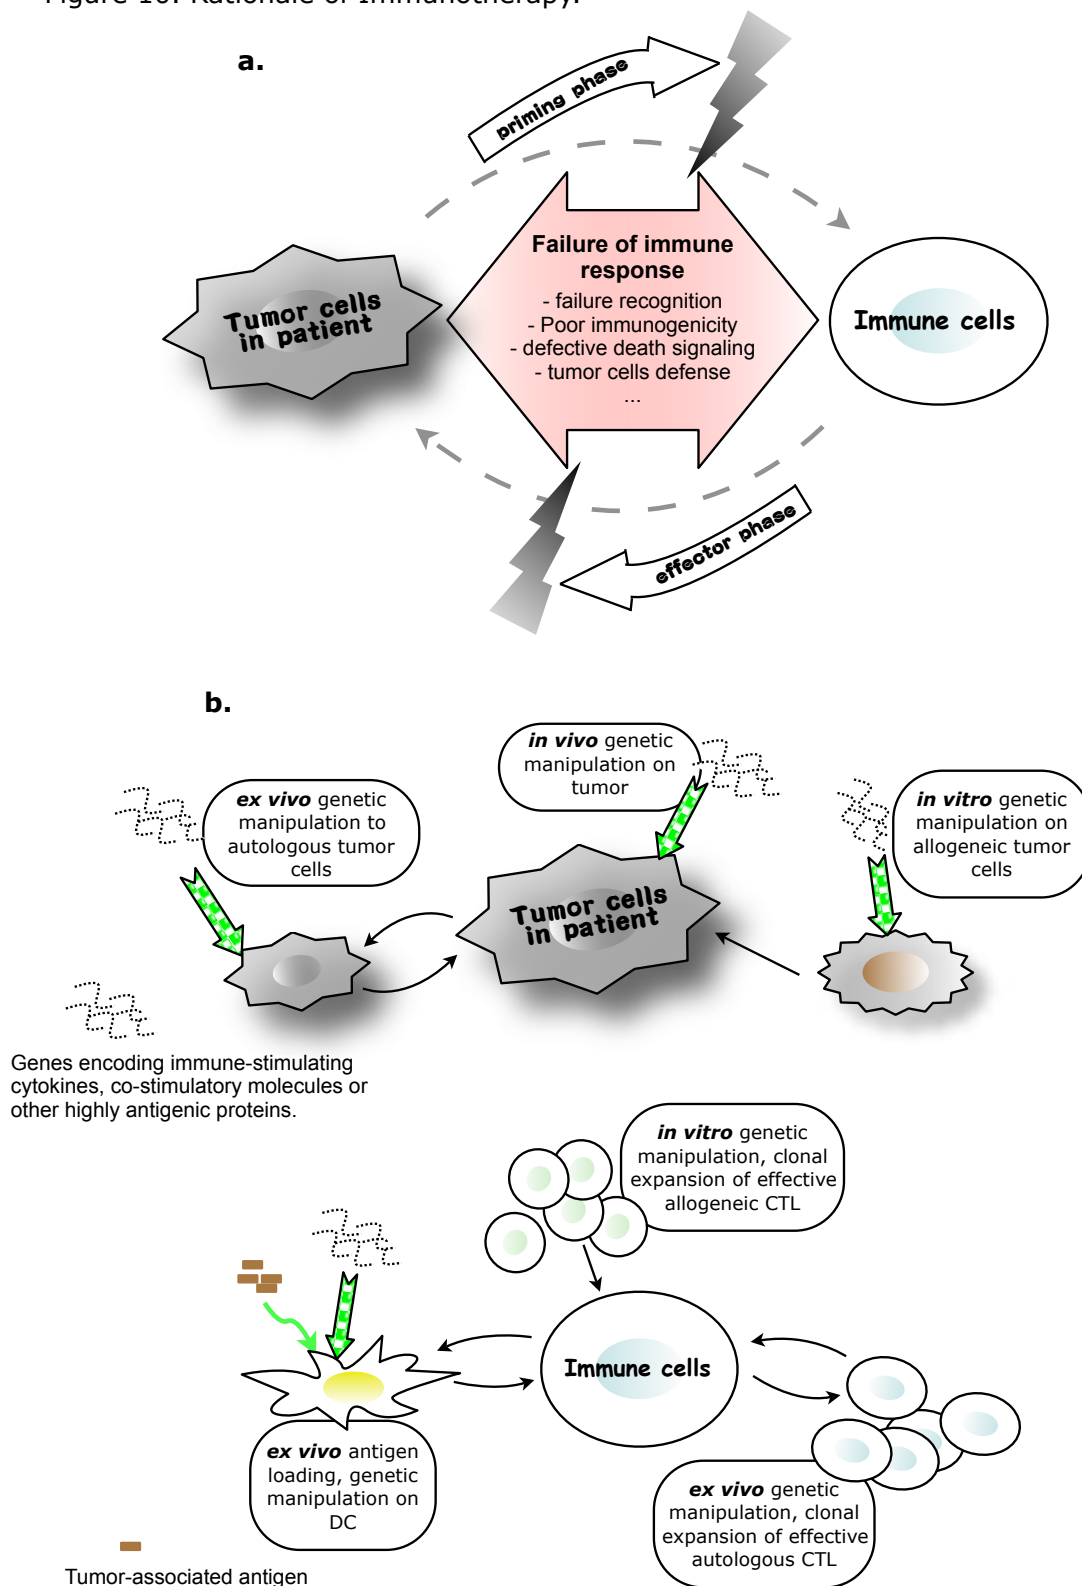 Figure 10. Rationale of Immunotherapy.
a.
priming phase
Failure of immune
response
- failure recognition
- Poor immunogenicity
- defective death signaling
- tumor cells defense
...
Tumor cells
in patient
Immune cells
effector phase
b.
in vivo genetic
manipulation on
tumor
ex vivo genetic
manipulation to
autologous tumor
cells
in vitro genetic
manipulation on
allogeneic tumor
cells
Tumor cells
in patient
Genes encoding immune-stimulating
cytokines, co-stimulatory molecules or
other highly antigenic proteins.
in vitro genetic
manipulation, clonal
expansion of effective
allogeneic CTL
Immune cells
ex vivo antigen
loading, genetic
manipulation on
DC
ex vivo genetic
manipulation, clonal
expansion of effective
autologous CTL
Tumor-associated antigen